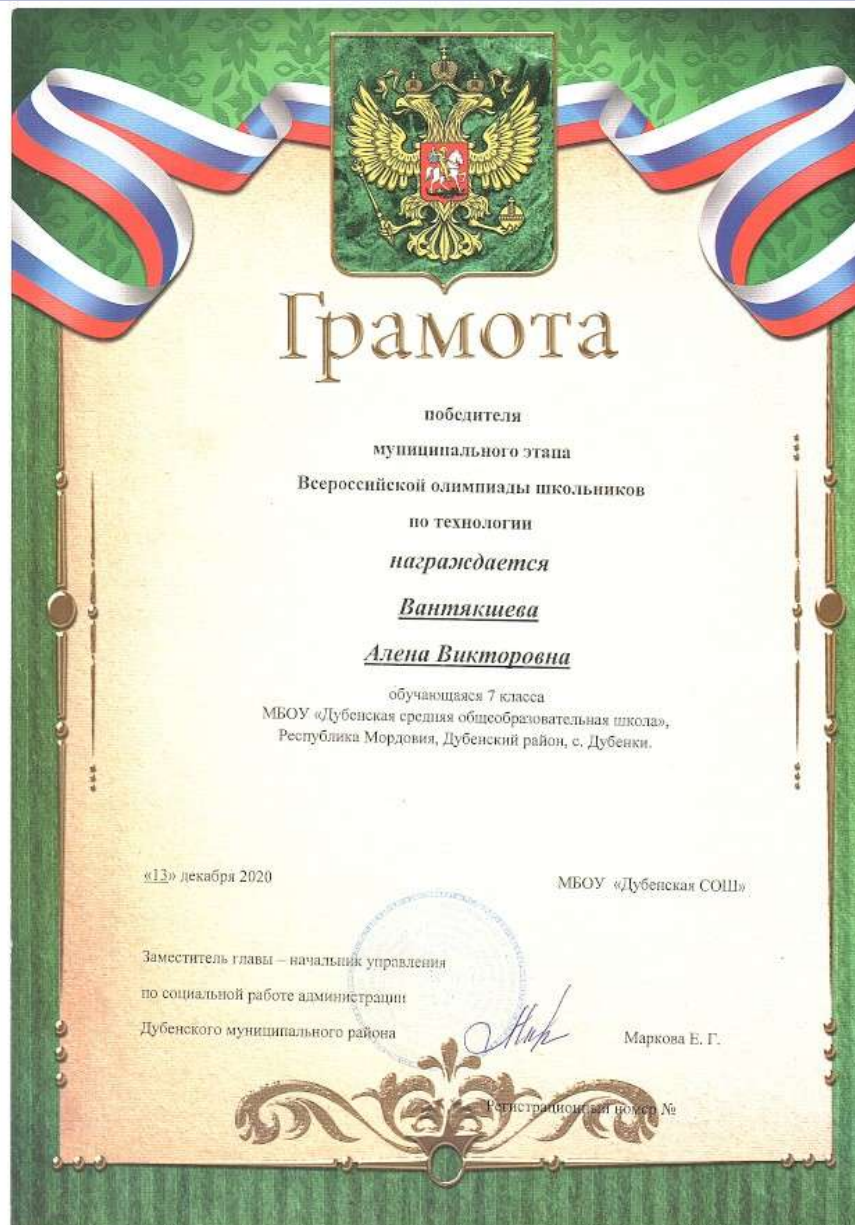 Грамота
победителя
муниципального этапа
Всероссийской олимпиады школьников
по технологии
награждается
Вантякшева
Алена Викторовна
обучающаяся 7 класса
МБОУ «Дубенская средняя общеобразовательная школа»,
Республика Мордовия, Дубенский район, с. Дубенки.
«13» декабря 2020
МБОУ «Дубенская СОШ»
Заместитель главы – начальник управления
по социальной работе администрации
Дубенского муниципального района
Маркова Е. Г.
Регистрационный номер №